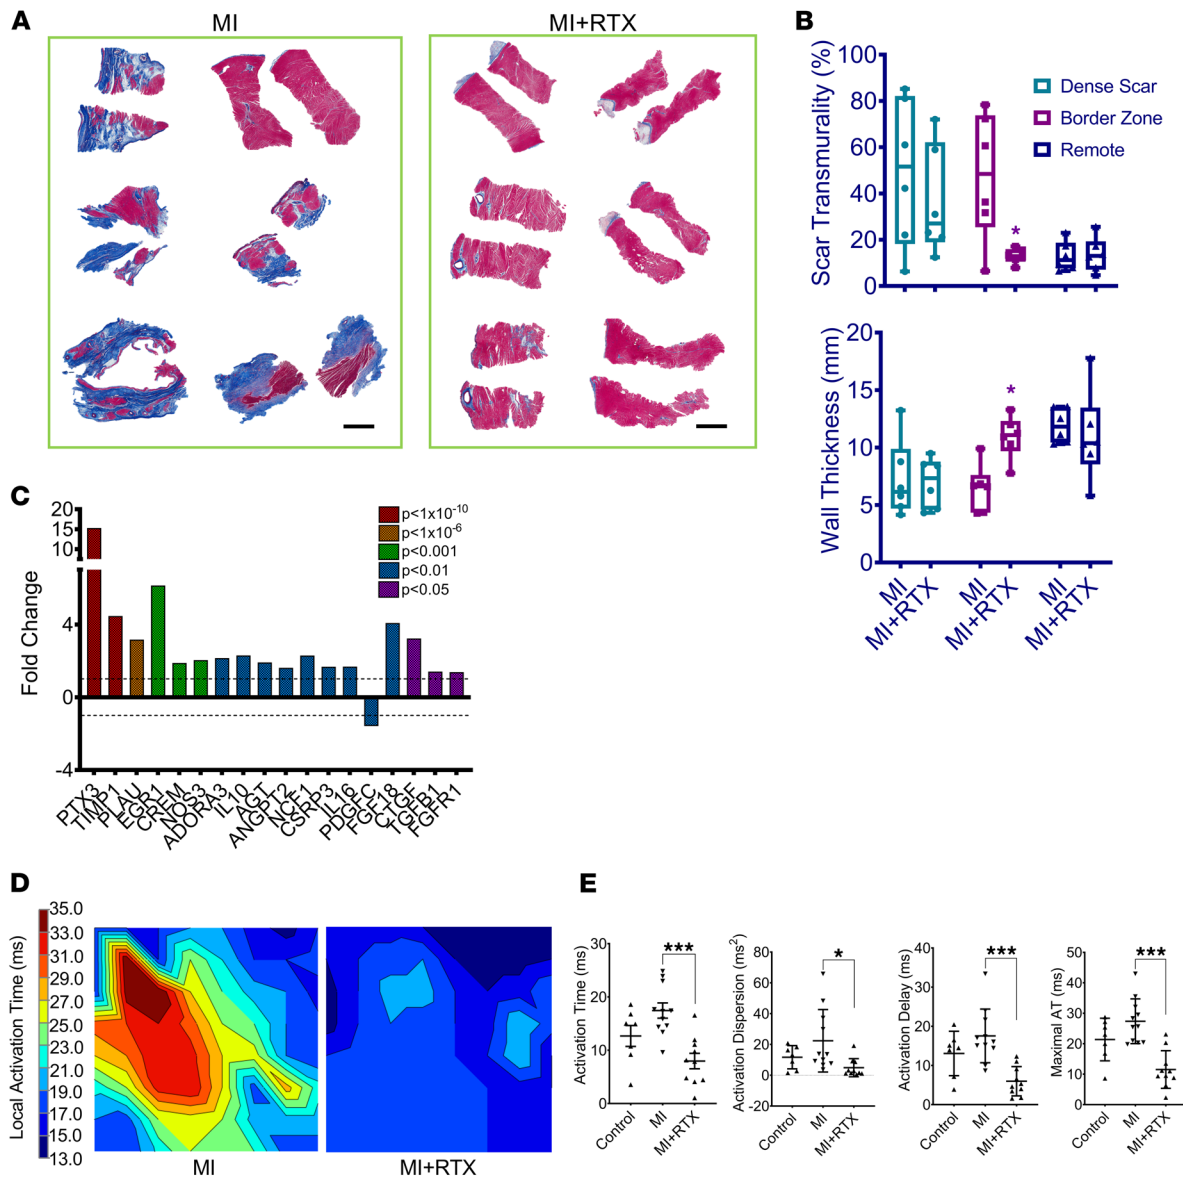 A
MI
MI+RTX
B
Scar Transmurality (%)
100
80
60
40
20
0
Dense Scar
Border Zone
Remote
*
Wall Thickness (mm)
20
15
10
5
0
*
MI
MI+RTX
MI
MI+RTX
MI
MI+RTX
C
Fold Change
20
15
10
4
0
-4
p<1x10-10
p<1x10-6
p<0.001
p<0.01
p<0.05
PTX3
TIMP1
PLAU
EGR1
CREM
NOS3
ADORA3
IL10
AGT
ANGPT2
NCF1
CSRP3
IL16
PDGFC
FGF18
CTGF
TGFB1
FGFR1
D
Local Activation Time (ms)
35.0
33.0
31.0
29.0
27.0
25.0
23.0
21.0
19.0
17.0
15.0
13.0
MI
MI+RTX
E
Activation Time (ms)
30
20
10
0
***
Control
MI
MI+RTX
Activation Dispersion (ms2)
80
60
40
20
0
-20
*
Control
MI
MI+RTX
Activation Delay (ms)
40
30
20
10
0
***
Control
MI
MI+RTX
Maximal AT (ms)
50
40
30
20
10
0
***
Control
MI
MI+RTX